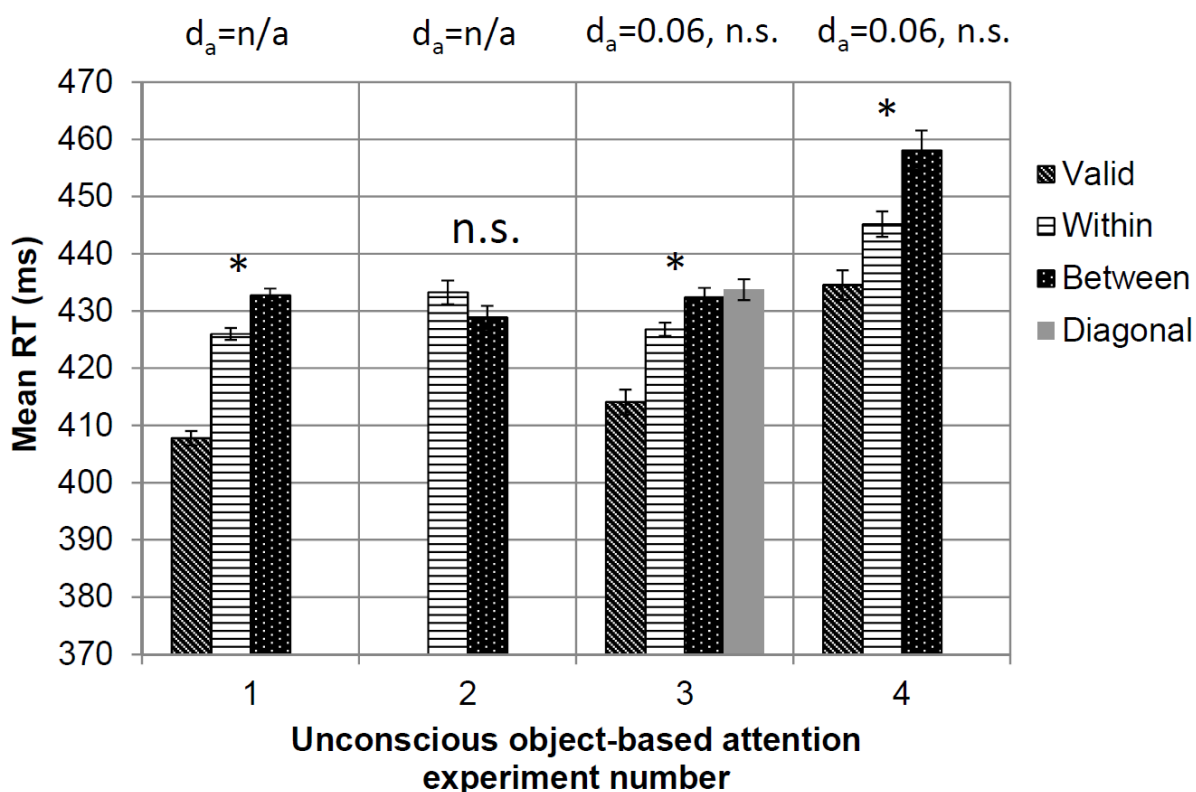 dₐ=n/a dₐ=n/a dₐ=0.06, n.s. dₐ=0.06, n.s.
470
460
450
440
430
420
410
400
390
380
370
Mean RT (ms)
*
n.s.
*
*
Valid
Within
Between
Diagonal
1 2 3 4
Unconscious object-based attention
experiment number